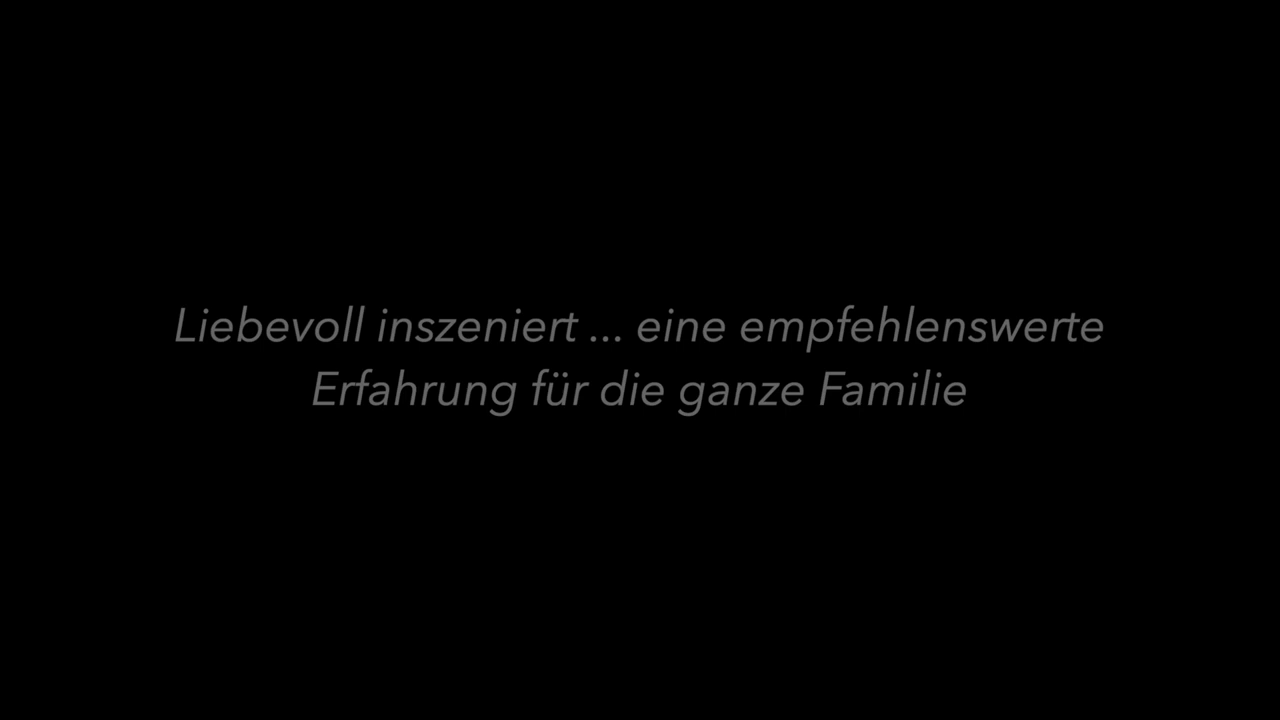 Liebevoll inszeniert ... eine empfehlenswerte
Erfahrung für die ganze Familie